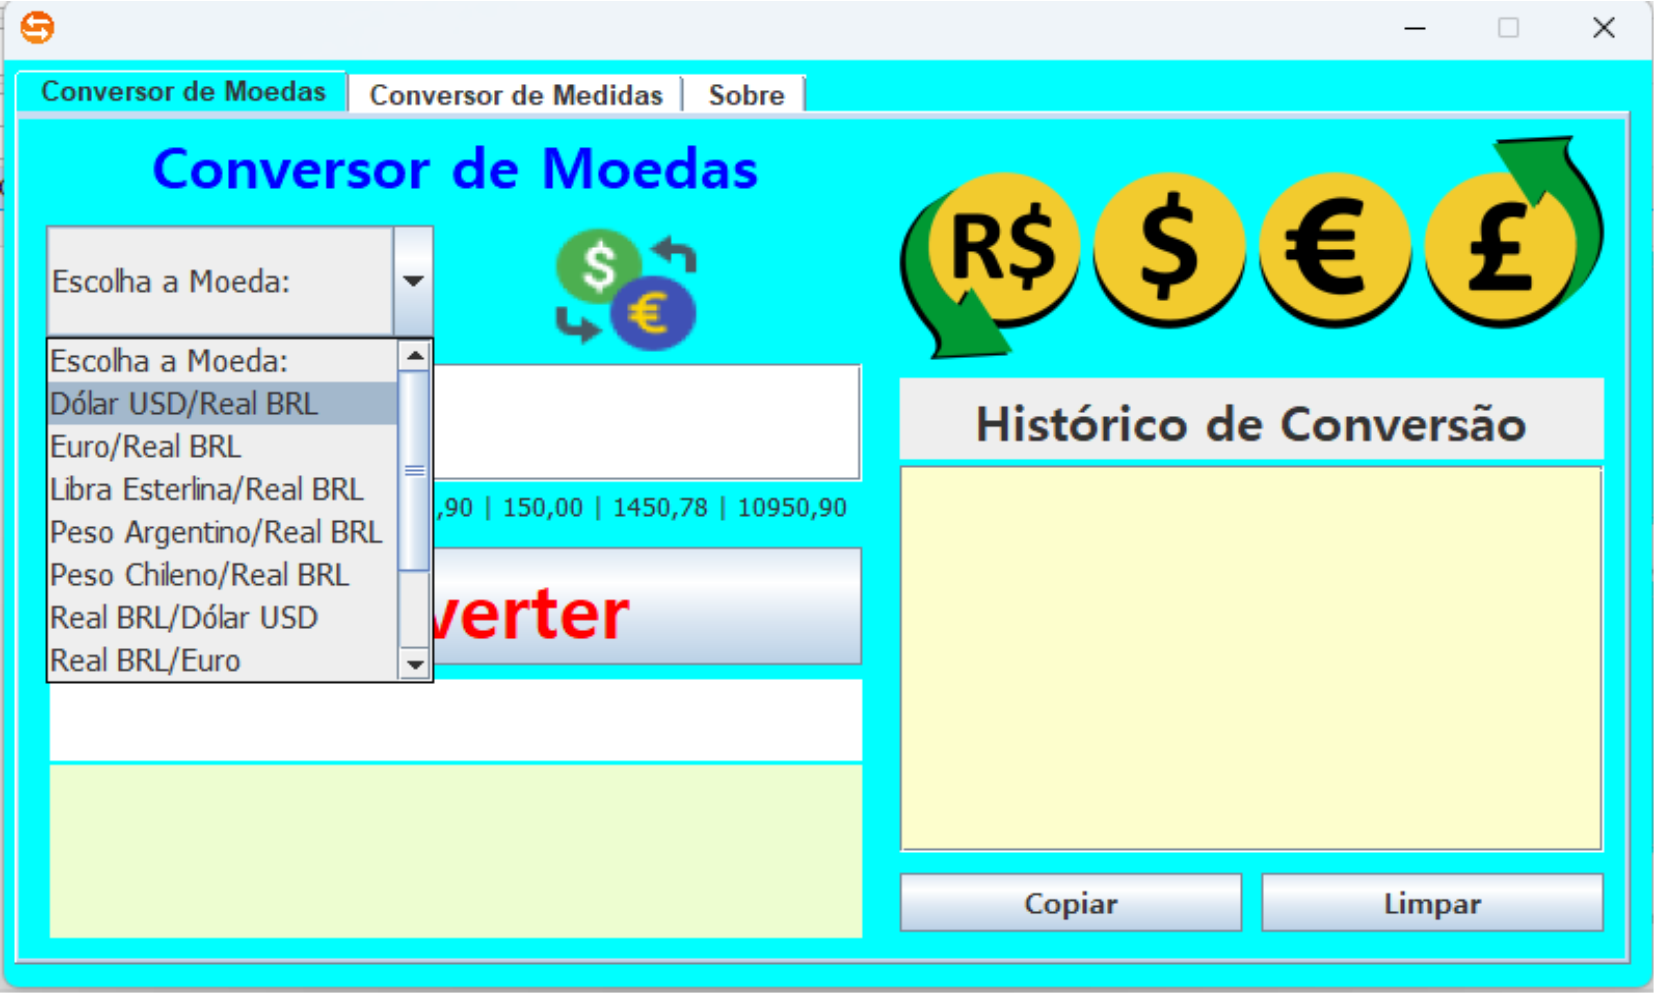 Conversor de Moedas
Conversor de Medidas
Sobre
Conversor de Moedas
R$ $ € £
$
€
Escolha a Moeda:
Escolha a Moeda:
Dólar USD/Real BRL
Euro/Real BRL
Libra Esterlina/Real BRL
Peso Argentino/Real BRL
Peso Chileno/Real BRL
Real BRL/Dólar USD
Real BRL/Euro
,90 | 150,00 | 1450,78 | 10950,90
verter
Histórico de Conversão
Copiar
Limpar